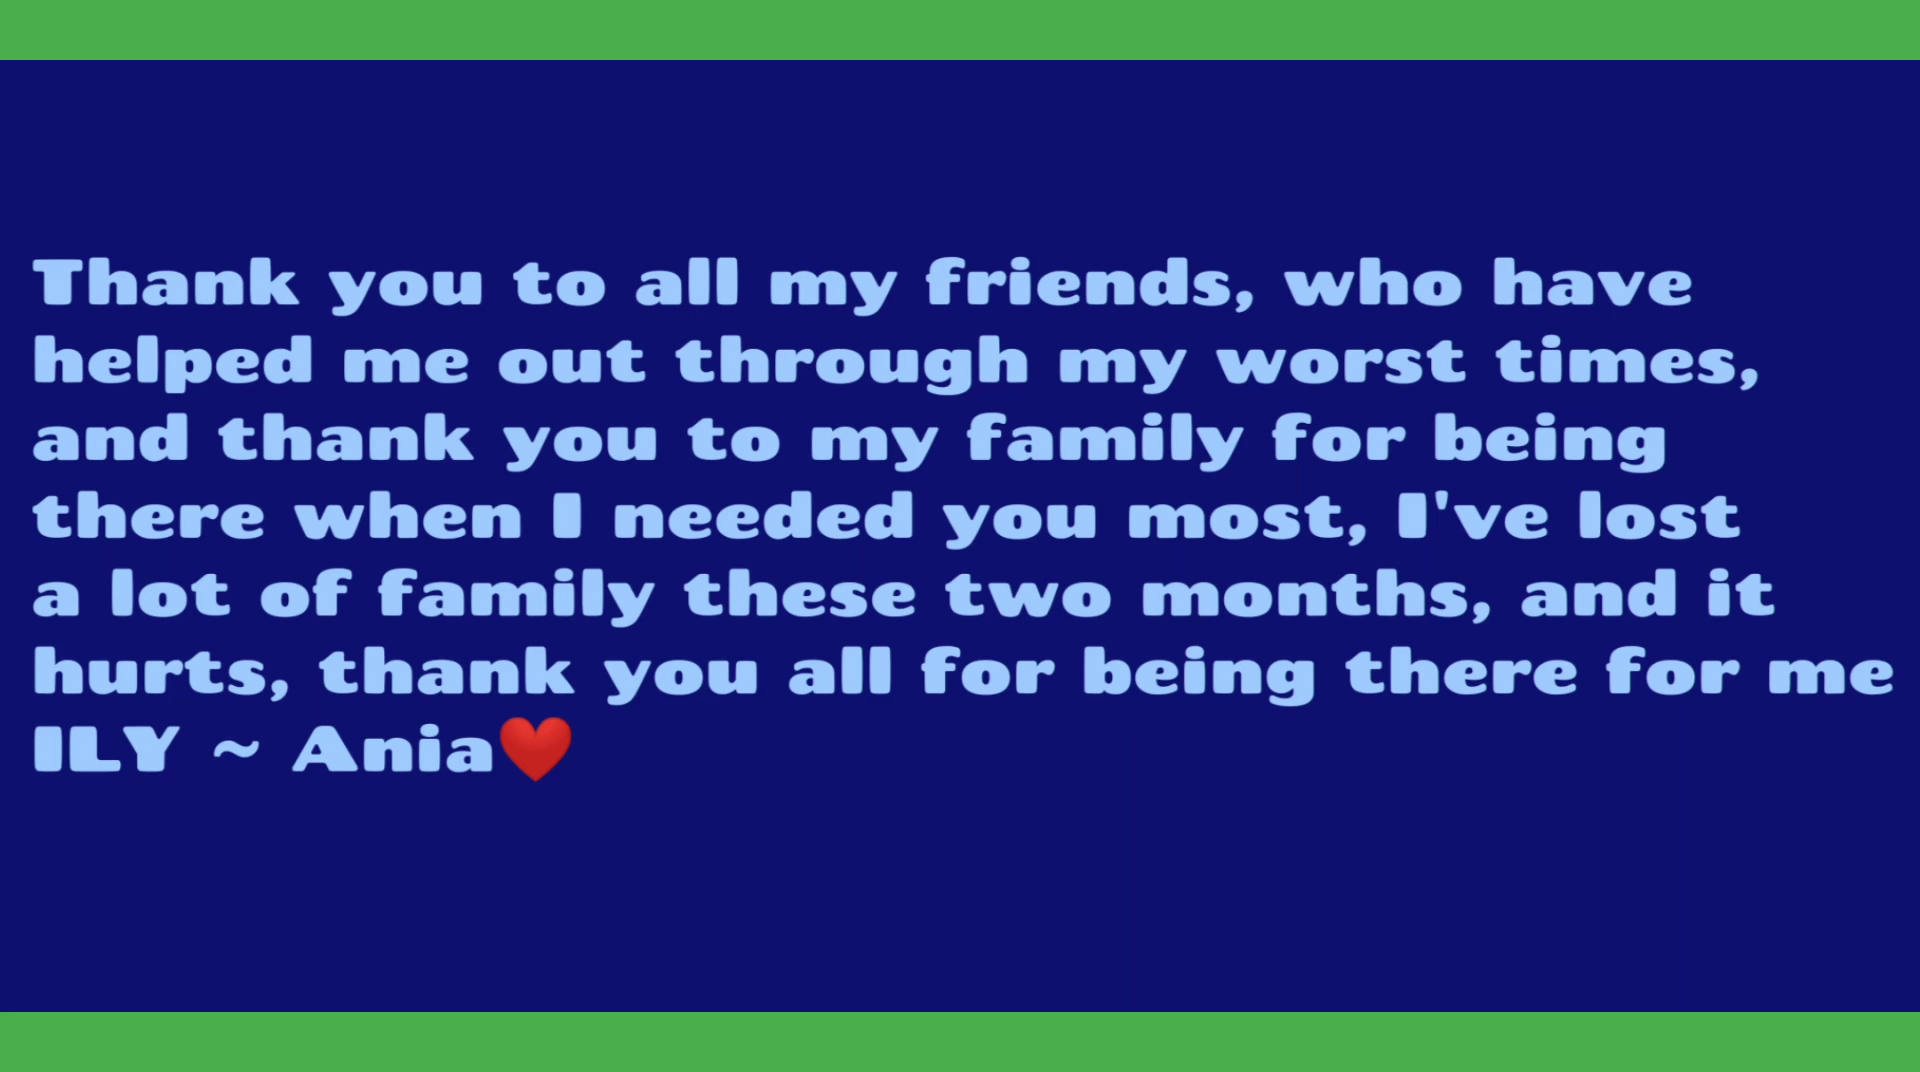 Thank you to all my friends, who have
helped me out through my worst times,
and thank you to my family for being
there when I needed you most, I've lost
a lot of family these two months, and it
hurts, thank you all for being there for me
ILY ~ Ania❤️